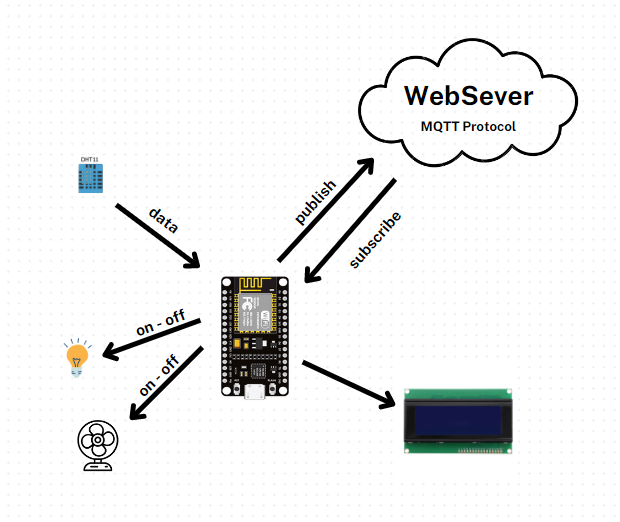 WebSever
MQTT Protocol
DHT11
data
publish
subscribe
on - off
on - off